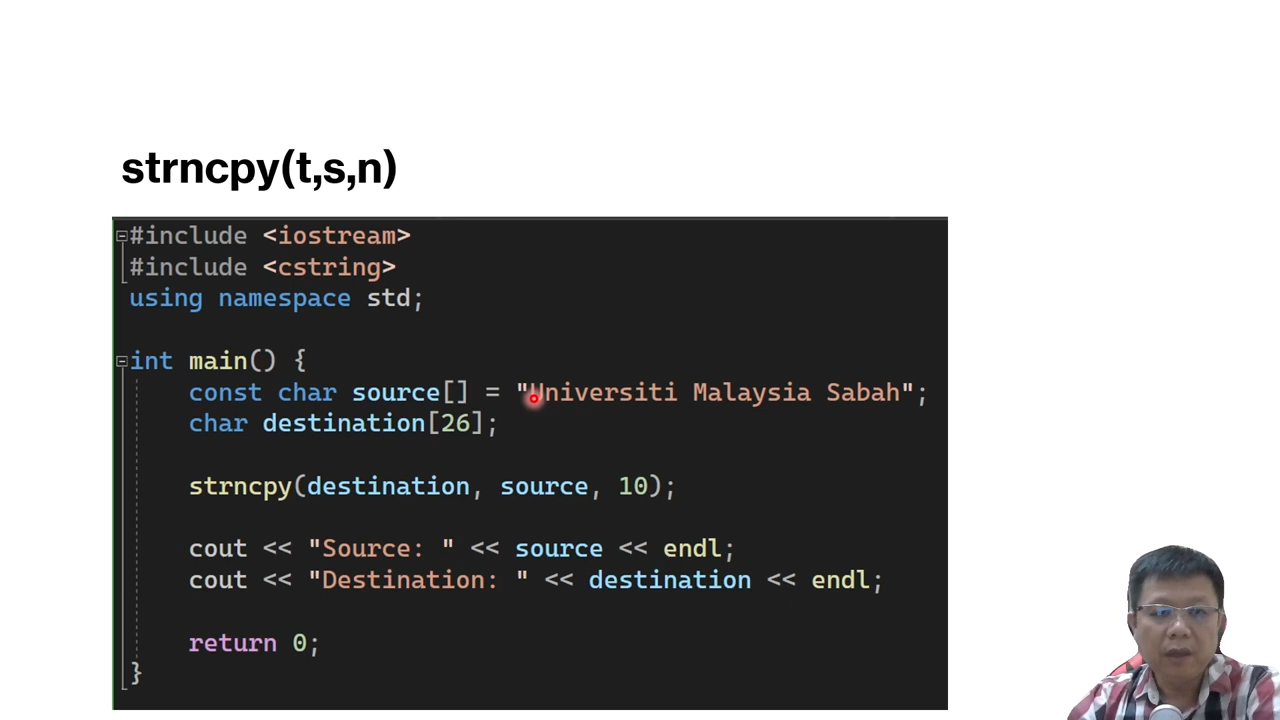 strncpy(t,s,n)
#include <iostream>
#include <cstring>
using namespace std;
int main() {
const char source[] = "Universiti Malaysia Sabah";
char destination[26];
strncpy(destination, source, 10);
cout << "Source: " << source << endl;
cout << "Destination: " << destination << endl;
return 0;
}